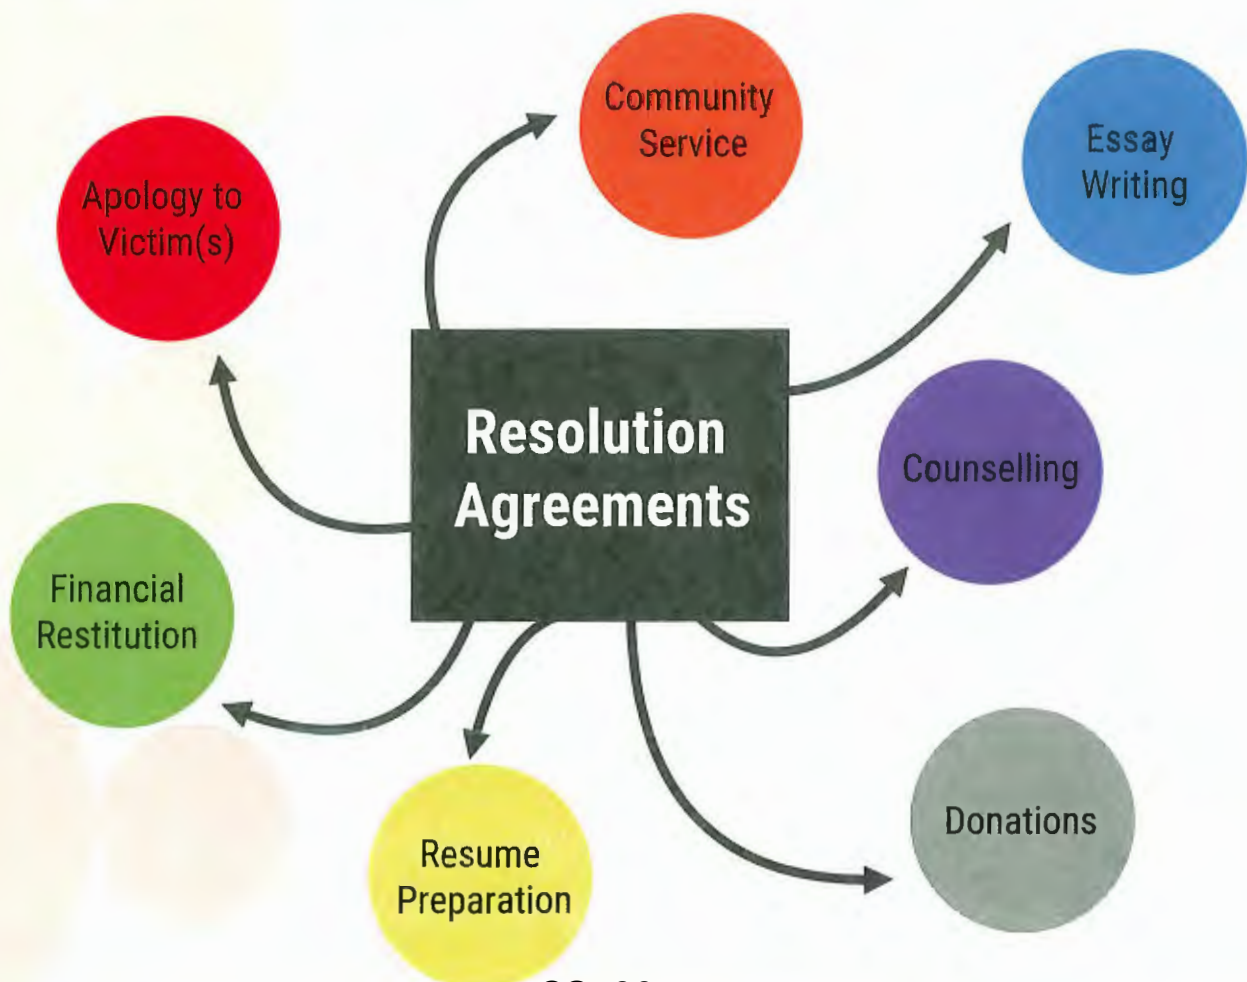 Community
Service
Essay
Writing
Apology to
Victim(s)
Resolution
Agreements
Counselling
Financial
Restitution
Donations
Resume
Preparation